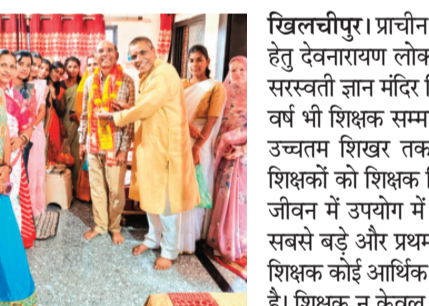 खिलचीपुर। प्राचीन
हेतु देवनारायण लोक
सरस्वती ज्ञान मंदिर
वर्ष भी शिक्षक सम्मा
उच्चतम शिखर तक
शिक्षकों को शिक्षक
जीवन में उपयोग में
सबसे बड़े और प्रथम
शिक्षक कोई आर्थिक
है। शिक्षक न केवल